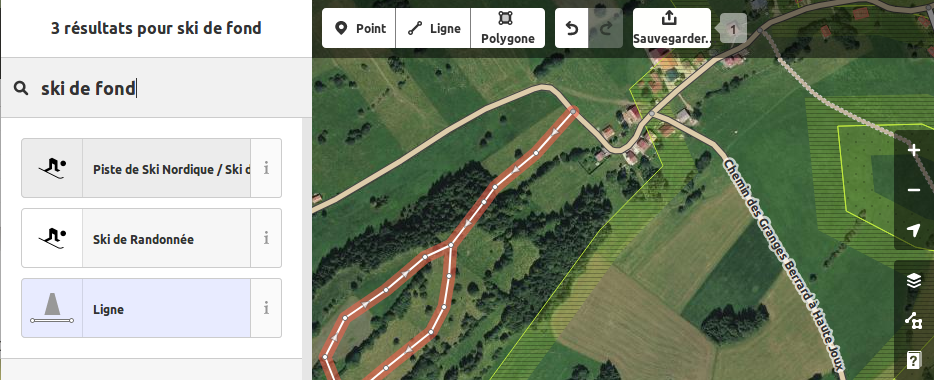 3 résultats pour ski de fond
ski de fond
Piste de Ski Nordique / Ski d
Ski de Randonnée
Ligne
Point
Ligne
Polygone
Sauvegarder..
1
Chemin des Granges Berrard à Haute Joux